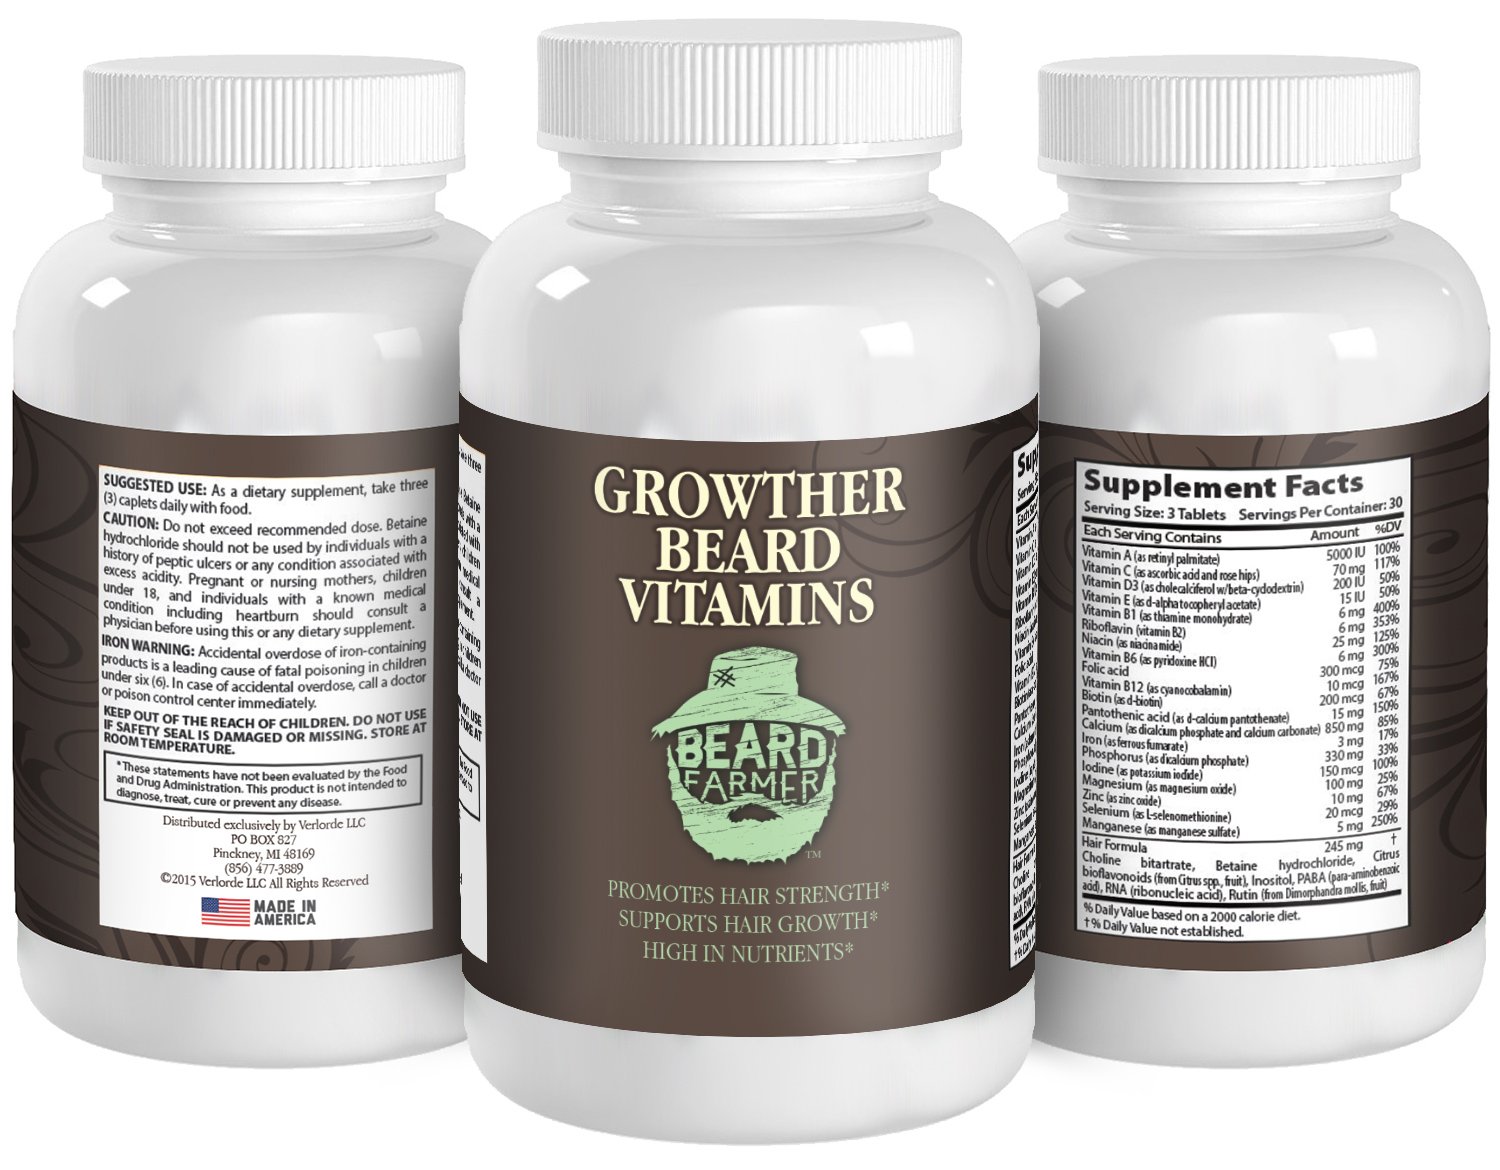 SUGGESTED USE: As a dietary supplement, take three
(3) caplets daily with food.
CAUTION: Do not exceed recommended dose. Betaine
hydrochloride should not be used by individuals with a
history of peptic ulcers or any condition associated with
excess acidity. Pregnant or nursing mothers, children
under 18, and individuals with a known medical
condition including heartburn should consult a
physician before using this or any dietary supplement.
IRON WARNING: Accidental overdose of iron-containing
products is a leading cause of fatal poisoning in children
under six (6). In case of accidental overdose, call a doctor
or poison control center immediately.
KEEP OUT OF THE REACH OF CHILDREN. DO NOT USE
IF SAFETY SEAL IS DAMAGED OR MISSING. STORE AT
ROOM TEMPERATURE.
*These statements have not been evaluated by the Food
and Drug Administration. This product is not intended to
diagnose, treat, cure or prevent any disease.
Distributed exclusively by Verlorde LLC
PO BOX 827
Pinckney, MI 48169
(856) 477-3889
©2015 Verlorde LLC All Rights Reserved
MADE IN
AMERICA
GROWTHER
BEARD
VITAMINS
BEARD
FARMER
™
PROMOTES HAIR STRENGTH*
SUPPORTS HAIR GROWTH*
HIGH IN NUTRIENTS*
Supplement Facts
Serving Size: 3 Tablets Servings Per Container: 30
Each Serving Contains Amount %DV
Vitamin A (as retinyl palmitate) 5000 IU 100%
Vitamin C (as ascorbic acid and rose hips) 70 mg 117%
Vitamin D3 (as cholecalciferol w/beta-cyclodextrin) 200 IU 50%
Vitamin E (as d-alpha tocopheryl acetate) 15 IU 50%
Vitamin B1 (as thiamine monohydrate) 6 mg 400%
Riboflavin (vitamin B2) 6 mg 353%
Niacin (as niacinamide) 25 mg 125%
Vitamin B6 (as pyridoxine HCl) 6 mg 300%
Folic acid 300 mcg 75%
Vitamin B12 (as cyanocobalamin) 10 mcg 167%
Biotin (as d-biotin) 200 mcg 67%
Pantothenic acid (as d-calcium pantothenate) 15 mg 150%
Calcium (as dicalcium phosphate and calcium carbonate) 850 mg 85%
Iron (as ferrous fumarate) 3 mg 17%
Phosphorus (as dicalcium phosphate) 330 mg 33%
Iodine (as potassium iodide) 150 mcg 100%
Magnesium (as magnesium oxide) 100 mg 25%
Zinc (as zinc oxide) 10 mg 67%
Selenium (as L-selenomethionine) 20 mcg 29%
Manganese (as manganese sulfate) 5 mg 250%
Hair Formula 245 mg †
Choline bitartrate, Betaine hydrochloride, Citrus
bioflavonoids (from Citrus spp., fruit), Inositol, PABA (para-aminobenzoic
acid), RNA (ribonucleic acid), Rutin (from Dimorphandra mollis, fruit)
% Daily Value based on a 2000 calorie diet.
† % Daily Value not established.